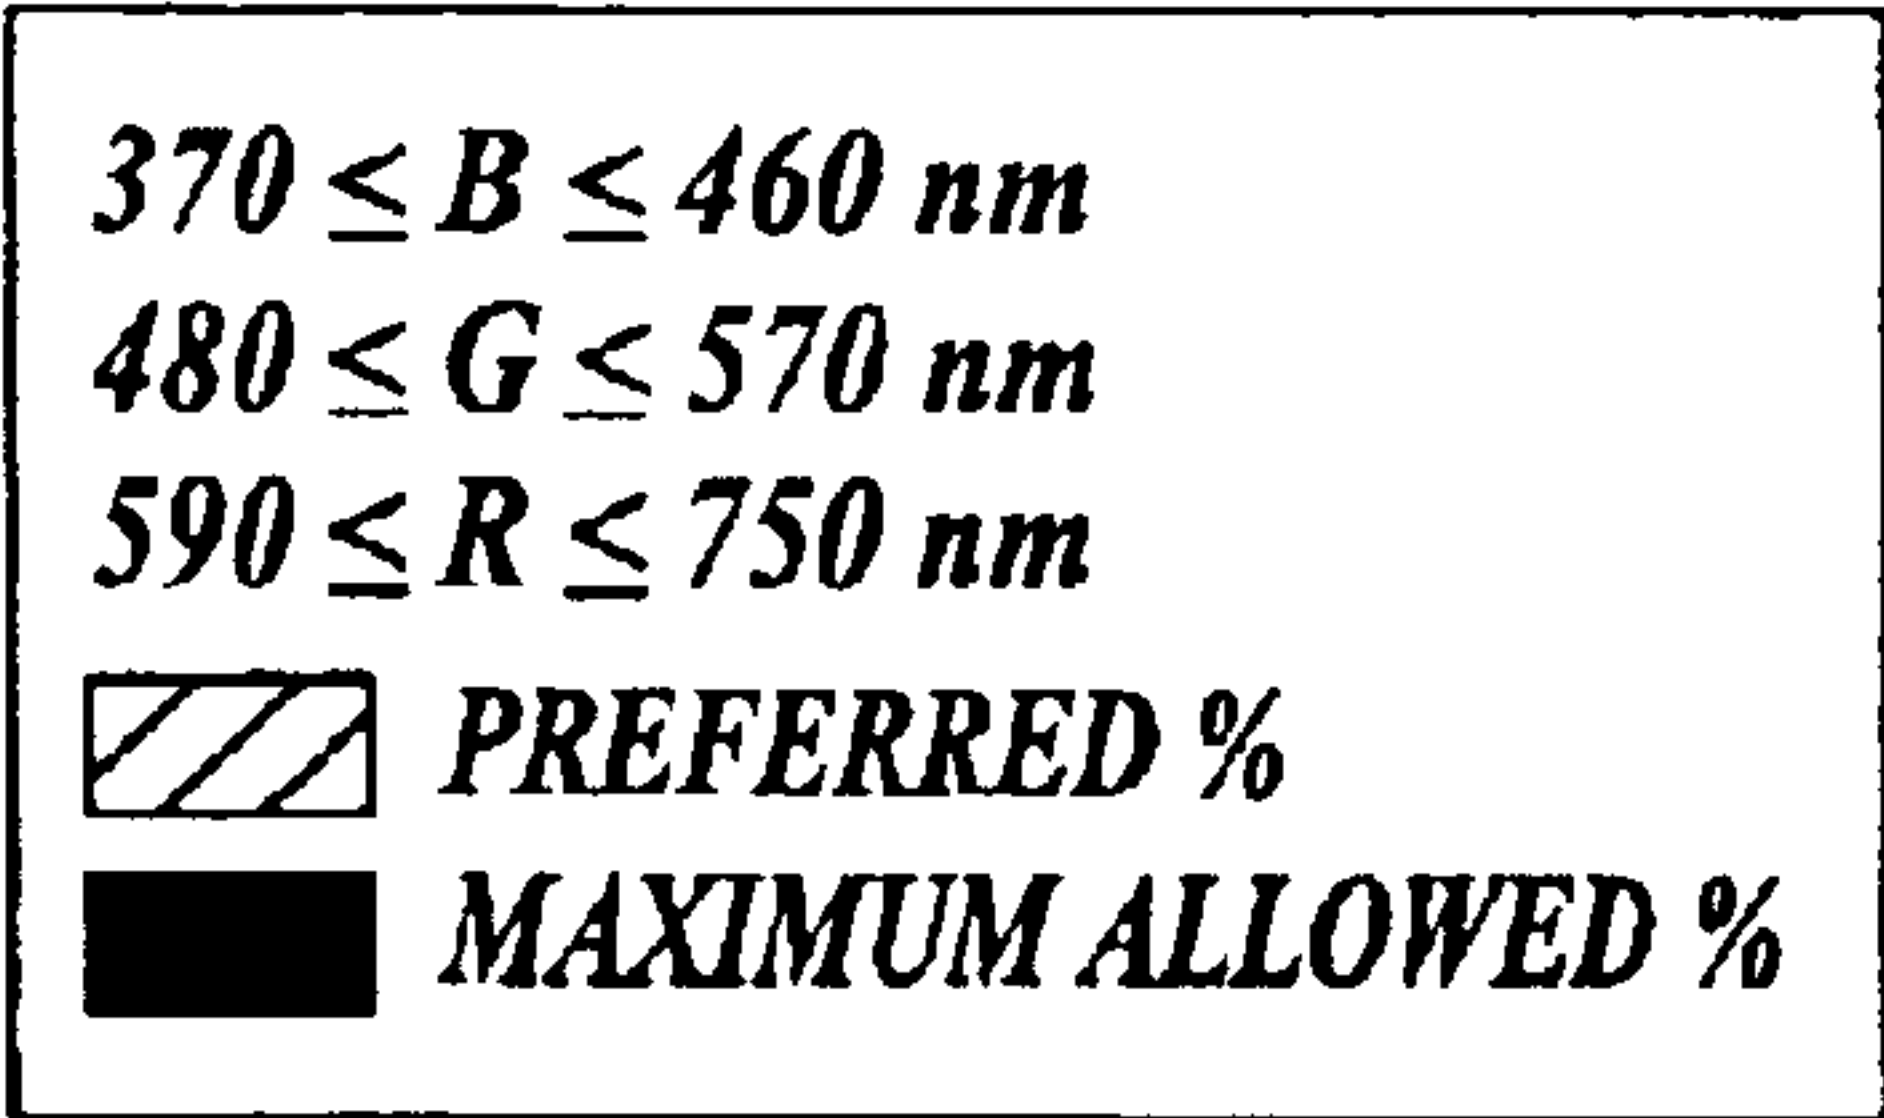 370 ≤ B ≤ 460 nm
480 ≤ G ≤ 570 nm
590 ≤ R ≤ 750 nm
PREFERRED %
MAXIMUM ALLOWED %